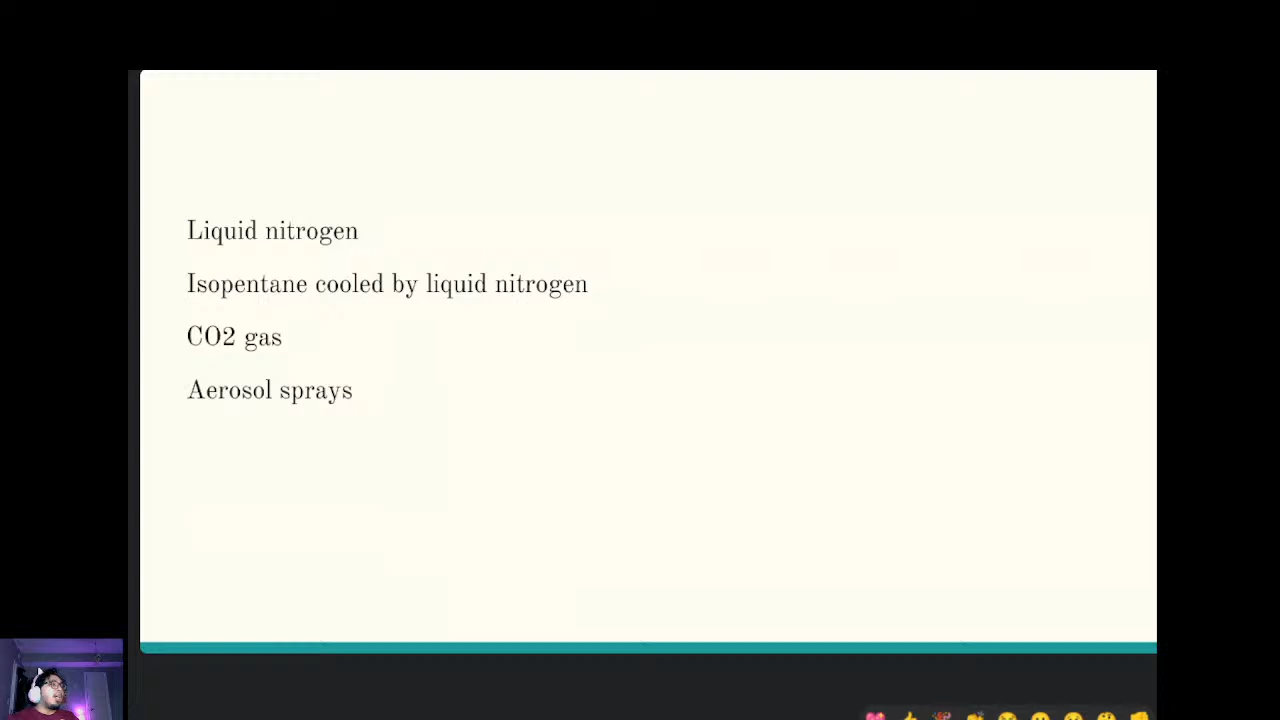 Liquid nitrogen
Isopentane cooled by liquid nitrogen
CO2 gas
Aerosol sprays